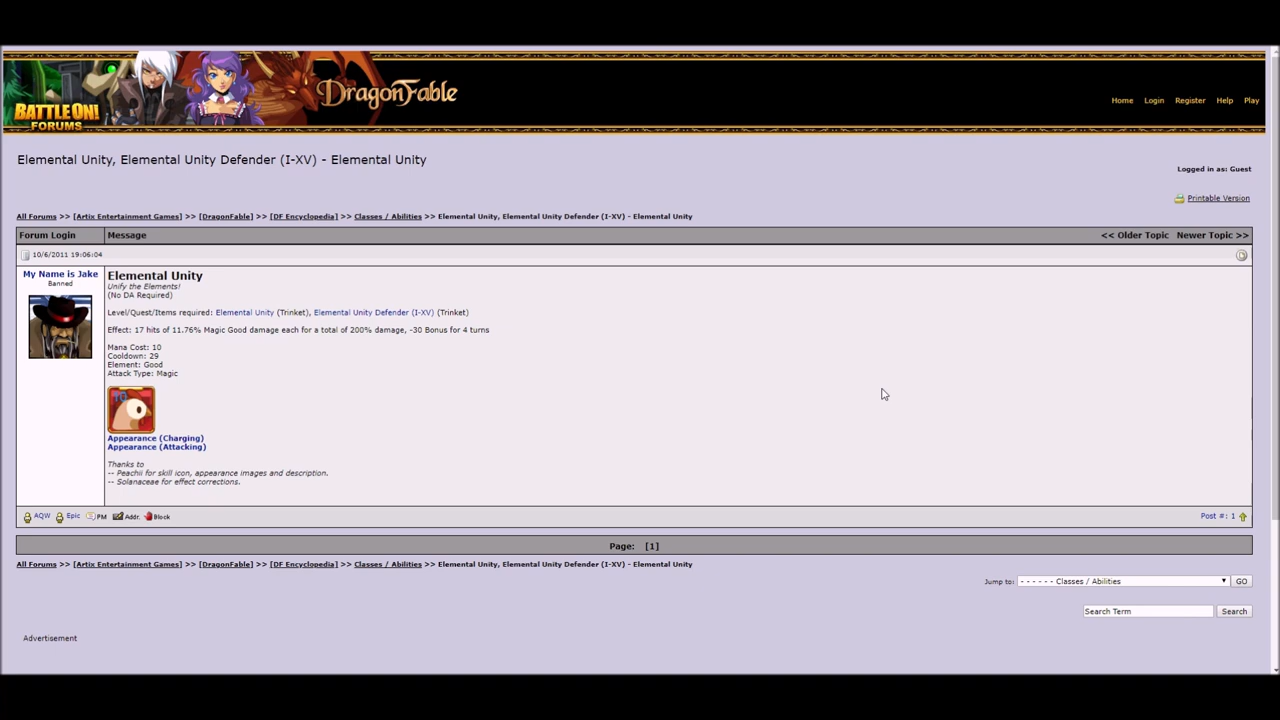 BATTLE ON!
FORUMS
DRAGONFABLE
Home Login Register Help Play
Elemental Unity, Elemental Unity Defender (I-XV) - Elemental Unity
Logged in as: Guest
Printable Version
All Forums >> [Artix Entertainment Games] >> [DragonFable] >> [DF Encyclopedia] >> Classes / Abilities >> Elemental Unity, Elemental Unity Defender (I-XV) - Elemental Unity
Forum Login Message << Older Topic Newer Topic >>
10/6/2011 19:06:04
My Name is Jake
Banned
Elemental Unity
Unify the Elements!
(No DA Required)
Level/Quest/Items required: Elemental Unity (Trinket), Elemental Unity Defender (I-XV) (Trinket)
Effect: 17 hits of 11.76% Magic Good damage each for a total of 200% damage, -30 Bonus for 4 turns
Mana Cost: 10
Cooldown: 29
Element: Good
Attack Type: Magic
10
Appearance (Charging)
Appearance (Attacking)
Thanks to
-- Peachii for skill icon, appearance images and description.
-- Solanaceae for effect corrections.
AQW Epic PM Addr. Block
Post #: 1
Page: [1]
All Forums >> [Artix Entertainment Games] >> [DragonFable] >> [DF Encyclopedia] >> Classes / Abilities >> Elemental Unity, Elemental Unity Defender (I-XV) - Elemental Unity
Jump to: - - - - - - Classes / Abilities GO
Search Term Search
Advertisement